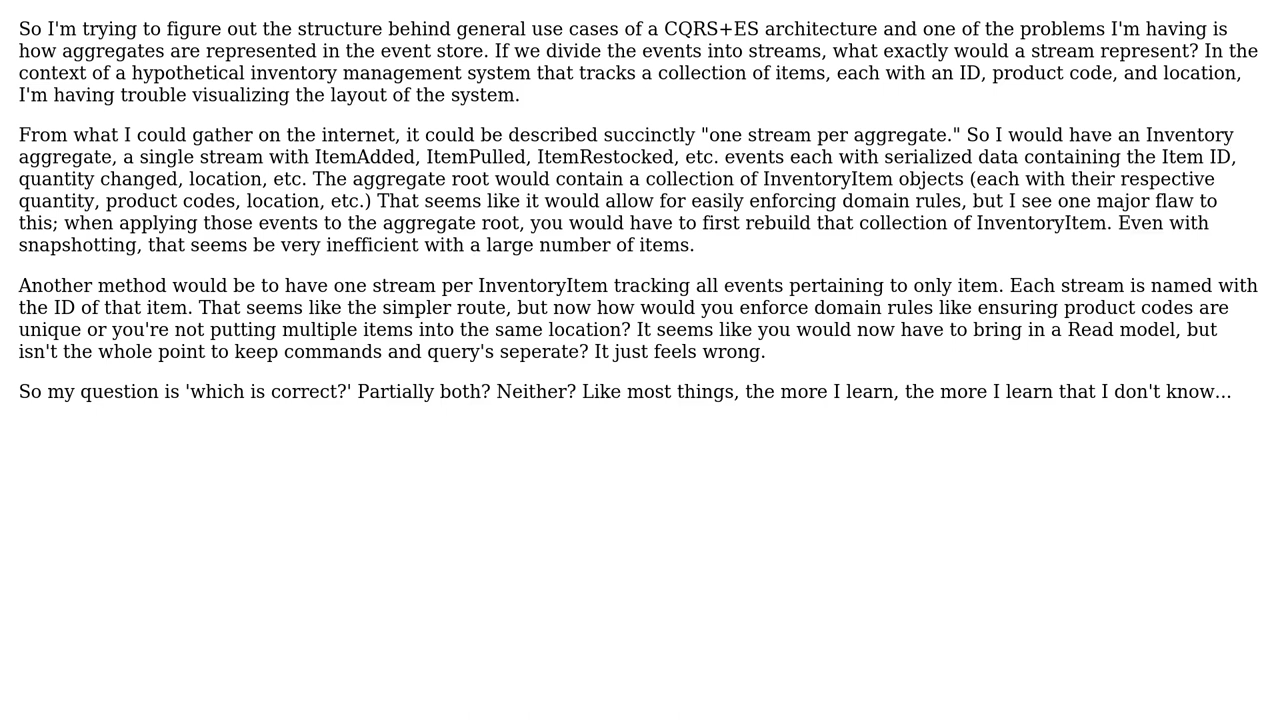 So I'm trying to figure out the structure behind general use cases of a CQRS+ES architecture and one of the problems I'm having is
how aggregates are represented in the event store. If we divide the events into streams, what exactly would a stream represent? In the
context of a hypothetical inventory management system that tracks a collection of items, each with an ID, product code, and location,
I'm having trouble visualizing the layout of the system.
From what I could gather on the internet, it could be described succinctly "one stream per aggregate." So I would have an Inventory
aggregate, a single stream with ItemAdded, ItemPulled, ItemRestocked, etc. events each with serialized data containing the Item ID,
quantity changed, location, etc. The aggregate root would contain a collection of InventoryItem objects (each with their respective
quantity, product codes, location, etc.) That seems like it would allow for easily enforcing domain rules, but I see one major flaw to
this; when applying those events to the aggregate root, you would have to first rebuild that collection of InventoryItem. Even with
snapshotting, that seems be very inefficient with a large number of items.
Another method would be to have one stream per InventoryItem tracking all events pertaining to only item. Each stream is named with
the ID of that item. That seems like the simpler route, but now how would you enforce domain rules like ensuring product codes are
unique or you're not putting multiple items into the same location? It seems like you would now have to bring in a Read model, but
isn't the whole point to keep commands and query's seperate? It just feels wrong.
So my question is 'which is correct?' Partially both? Neither? Like most things, the more I learn, the more I learn that I don't know...